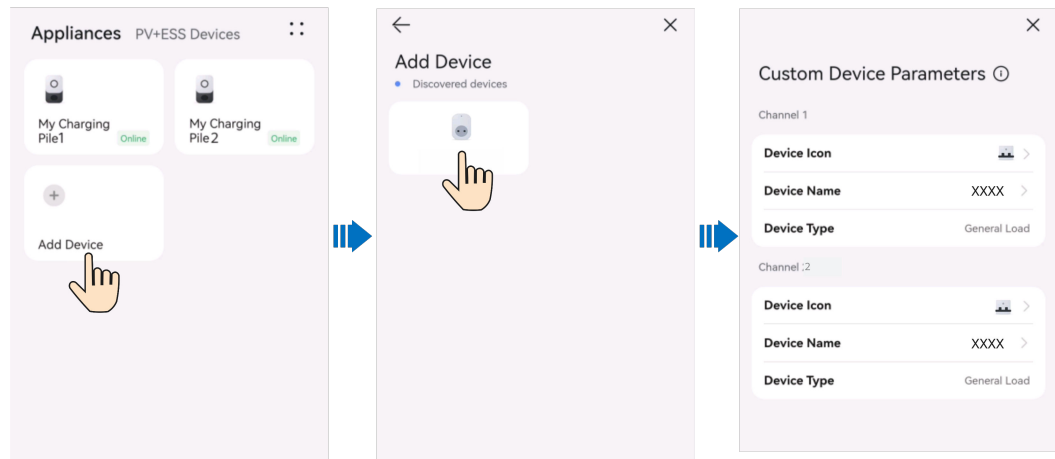 Appliances PV+ESS Devices
My Charging
Pile1 Online
My Charging
Pile 2 Online
Add Device
Add Device
Discovered devices
Custom Device Parameters
Channel 1
Device Icon
Device Name XXXX
Device Type General Load
Channel :2
Device Icon
Device Name XXXX
Device Type General Load